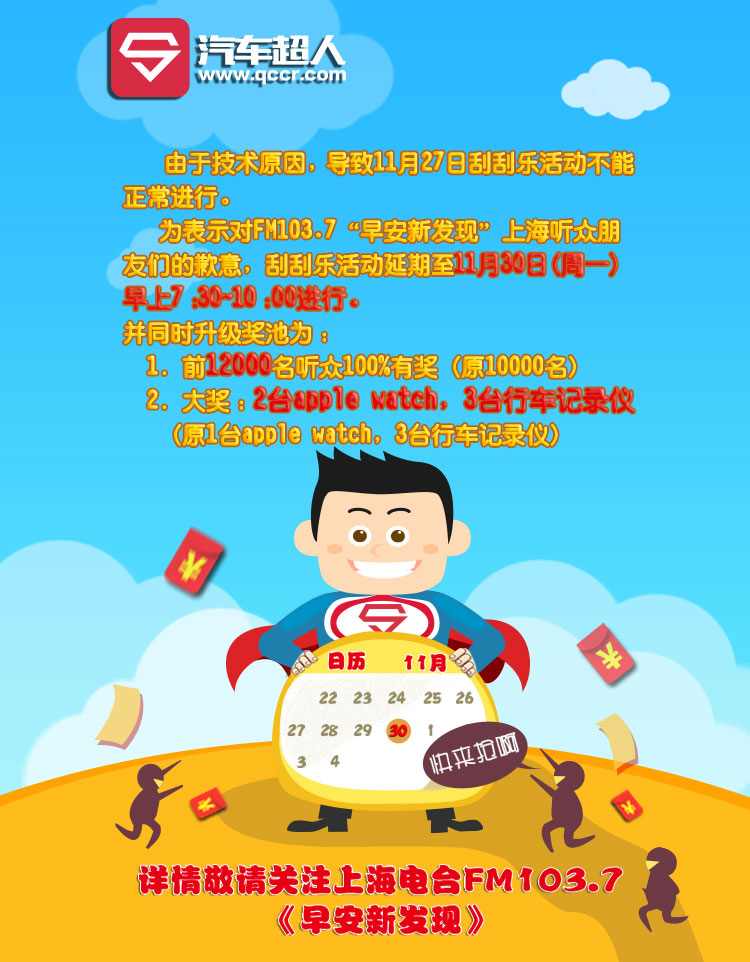 汽车超人
www.qccr.com
由于技术原因，导致11月27日刮刮乐活动不能
正常进行。
为表示对FM103.7“早安新发现”上海听众朋
友们的歉意，刮刮乐活动延期至11月30日(周一)
早上7:30~10:00进行。
并同时升级奖池为：
1. 前12000名听众100%有奖（原10000名）
2. 大奖：2台apple watch，3台行车记录仪
（原1台apple watch，3台行车记录仪）
日历 11月
22 23 24 25 26
27 28 29 30 1
3 4
快来抢啊
详情敬请关注上海电台FM103.7
《早安新发现》